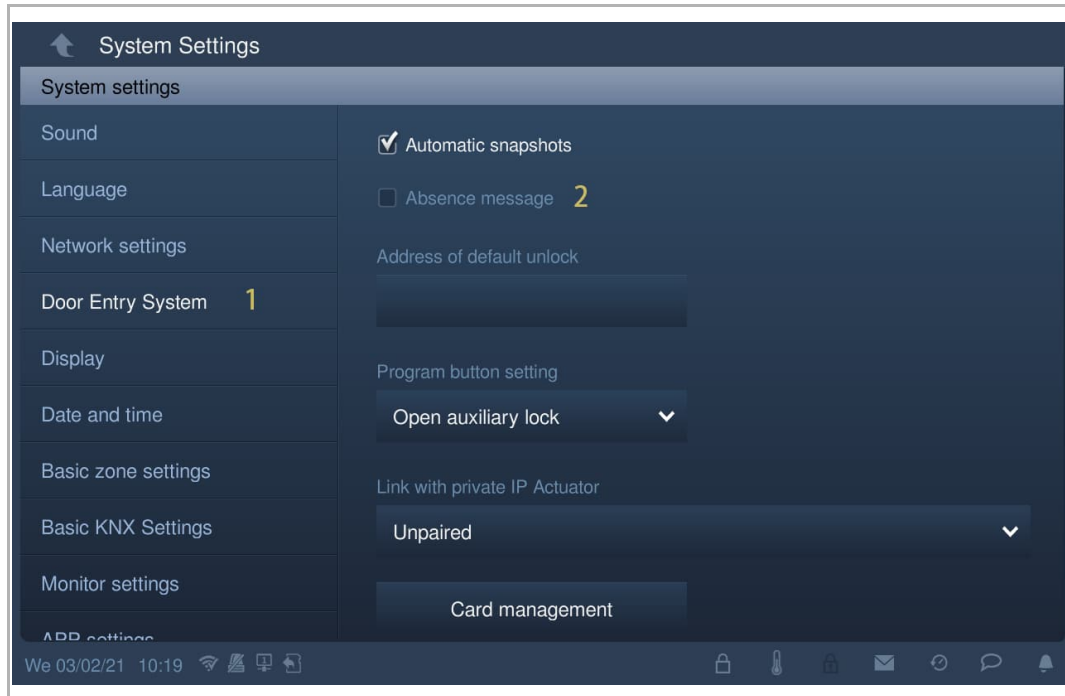 System Settings
System settings
Sound
Language
Network settings
Door Entry System 1
Display
Date and time
Basic zone settings
Basic KNX Settings
Monitor settings
APP settings
Automatic snapshots
Absence message 2
Address of default unlock
Program button setting
Open auxiliary lock
Link with private IP Actuator
Unpaired
Card management
We 03/02/21 10:19